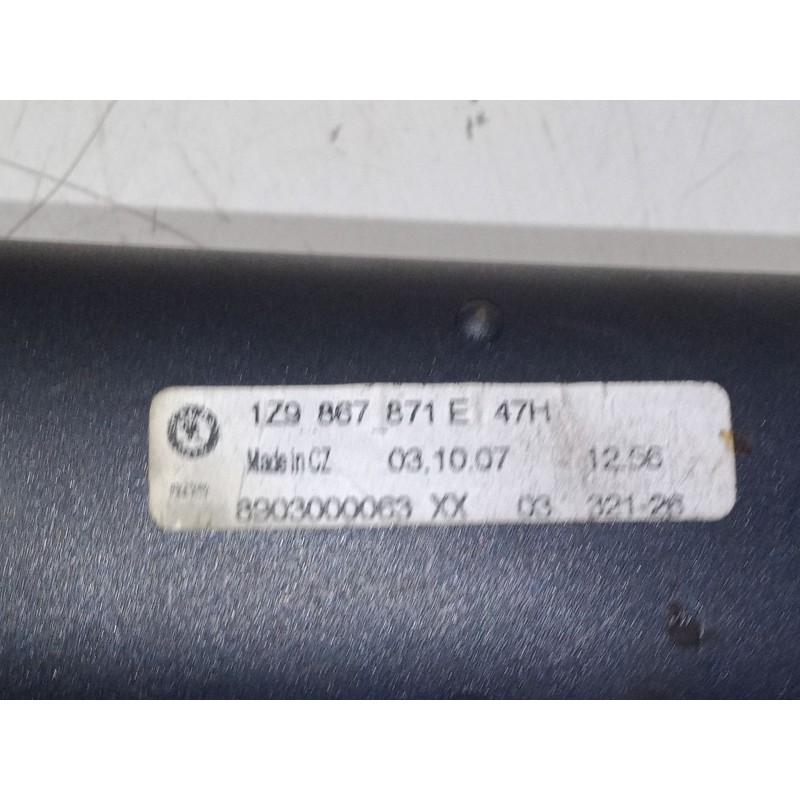 1Z9 867 871 E 47H
Made in CZ 03.10.07 12.56
8903000063 XX 03 321-26